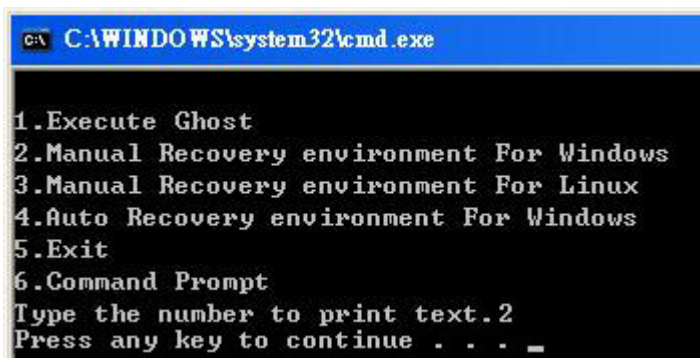 C:\WINDOWS\system32\cmd.exe
1.Execute Ghost
2.Manual Recovery environment For Windows
3.Manual Recovery environment For Linux
4.Auto Recovery environment For Windows
5.Exit
6.Command Prompt
Type the number to print text.2
Press any key to continue . . . _